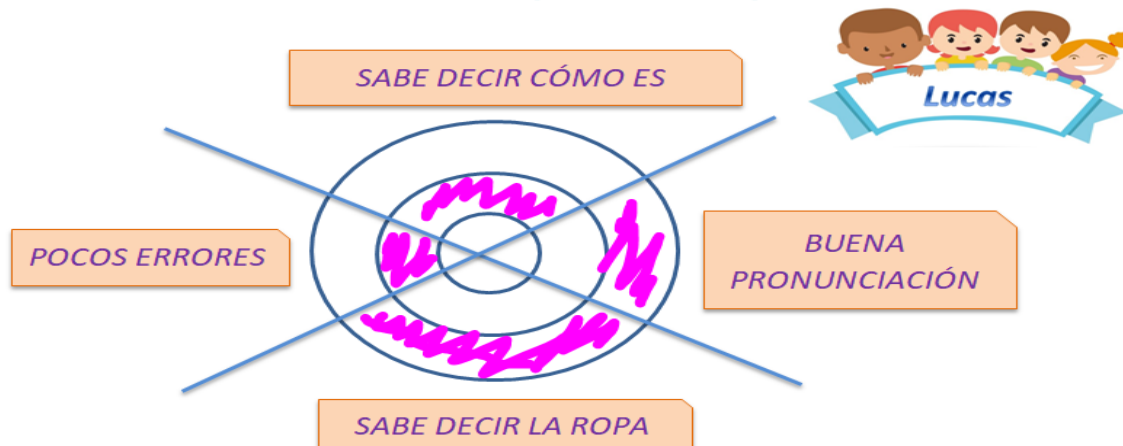 Lucas
SABE DECIR CÓMO ES
POCOS ERRORES
BUENA
PRONUNCIACIÓN
SABE DECIR LA ROPA